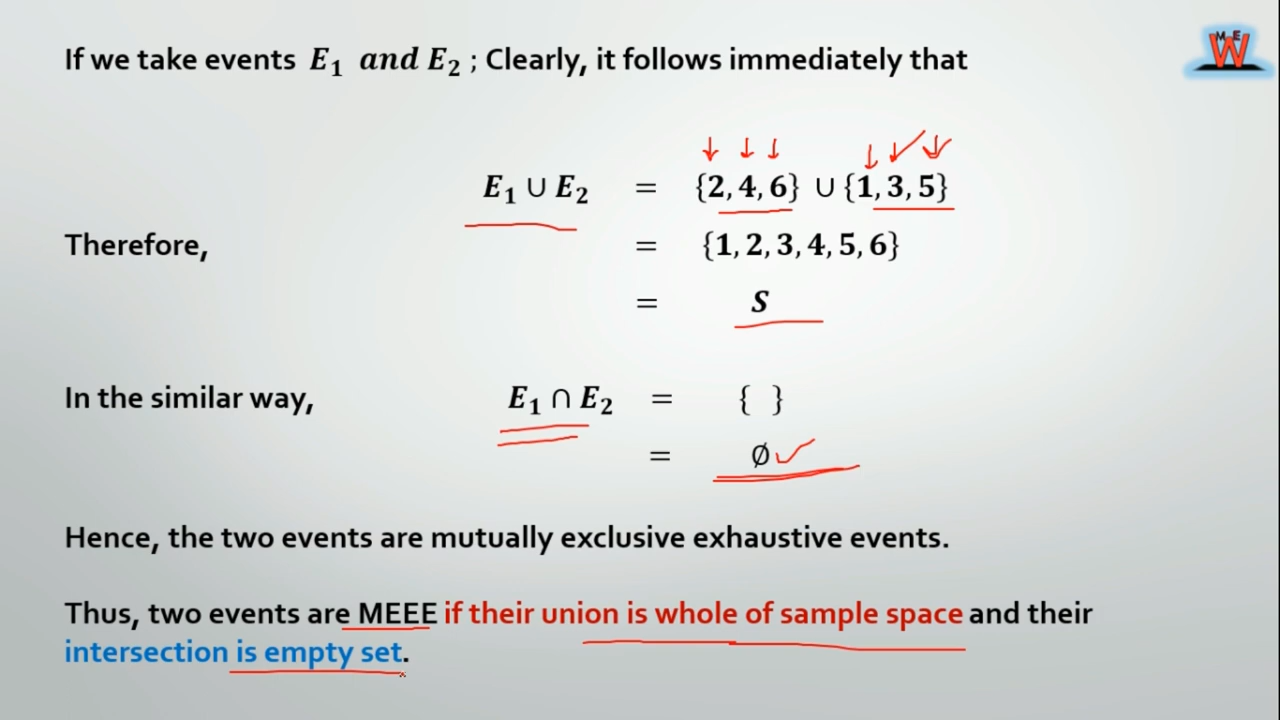 If we take events E₁ and E₂ ; Clearly, it follows immediately that
M E
W
E₁ ∪ E₂ = {2, 4, 6} ∪ {1, 3, 5}
Therefore, = {1, 2, 3, 4, 5, 6}
= S
In the similar way, E₁ ∩ E₂ = { }
= ∅
Hence, the two events are mutually exclusive exhaustive events.
Thus, two events are MEEE if their union is whole of sample space and their
intersection is empty set.